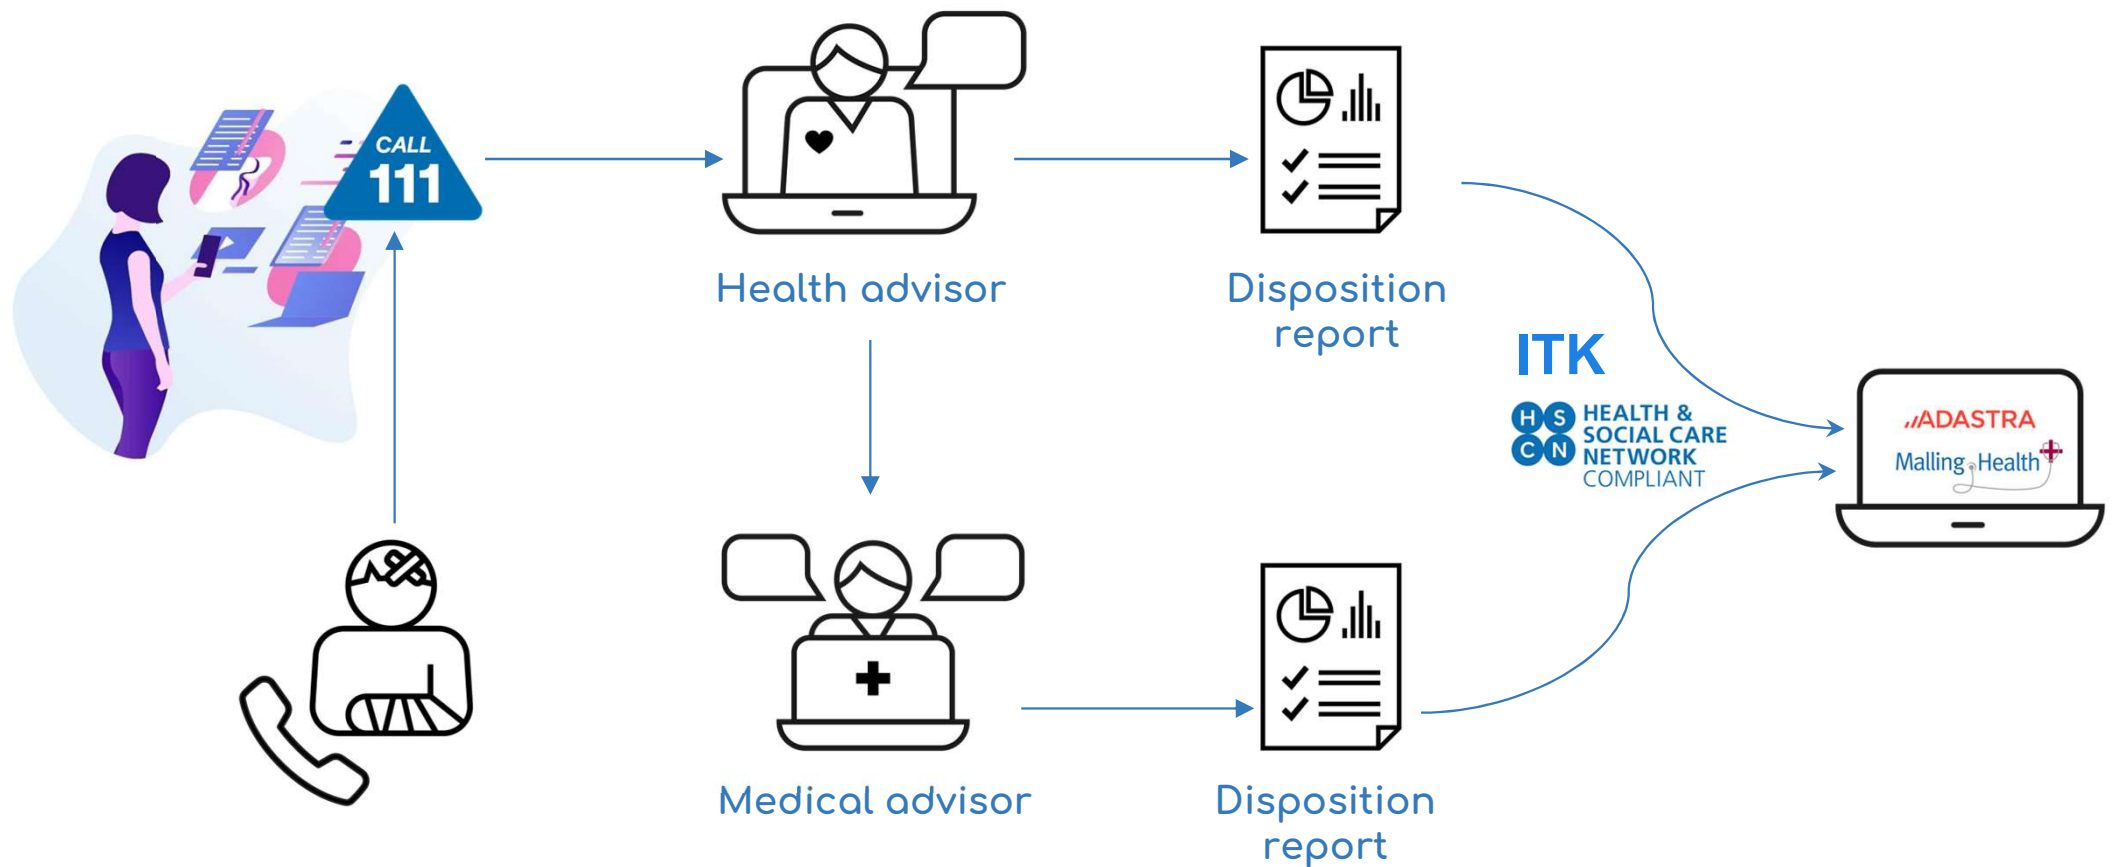 CALL
111
Health advisor
Disposition
report
ITK
H S
C N
HEALTH &
SOCIAL CARE
NETWORK
COMPLIANT
ADASTRA
Malling Health
Medical advisor
Disposition
report